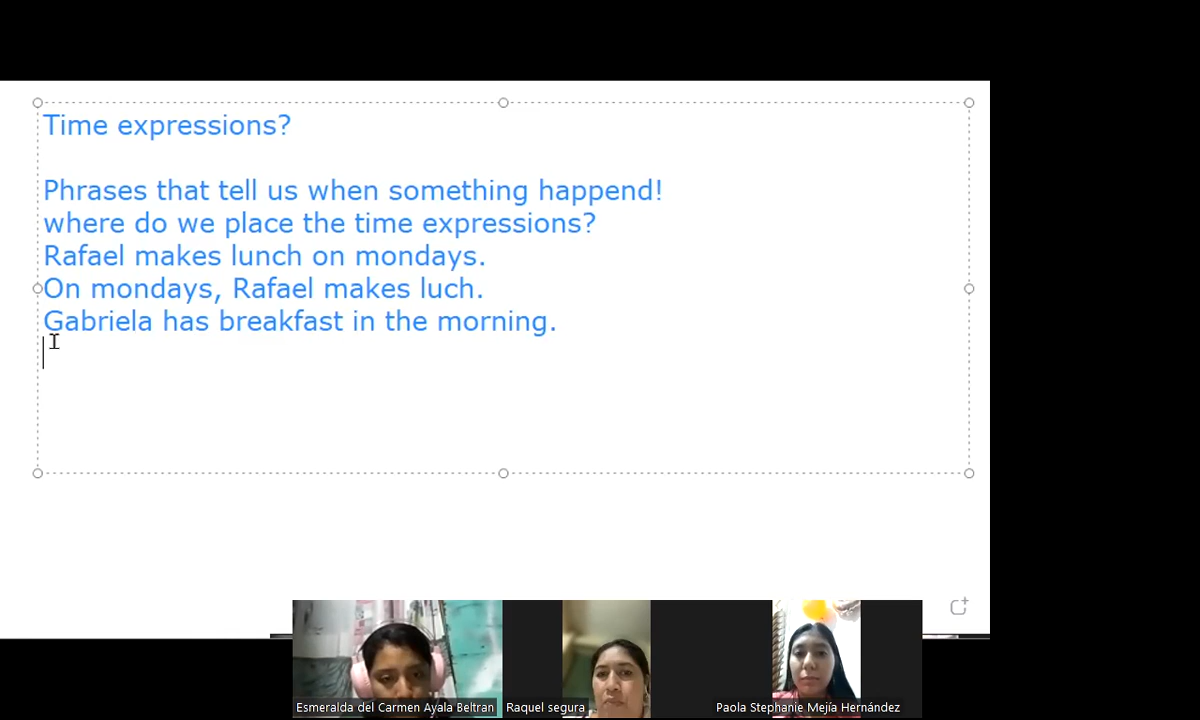 Time expressions?
Phrases that tell us when something happend!
where do we place the time expressions?
Rafael makes lunch on mondays.
On mondays, Rafael makes luch.
Gabriela has breakfast in the morning.
Esmeralda del Carmen Ayala Beltran
Raquel segura
Paola Stephanie Mejía Hernández